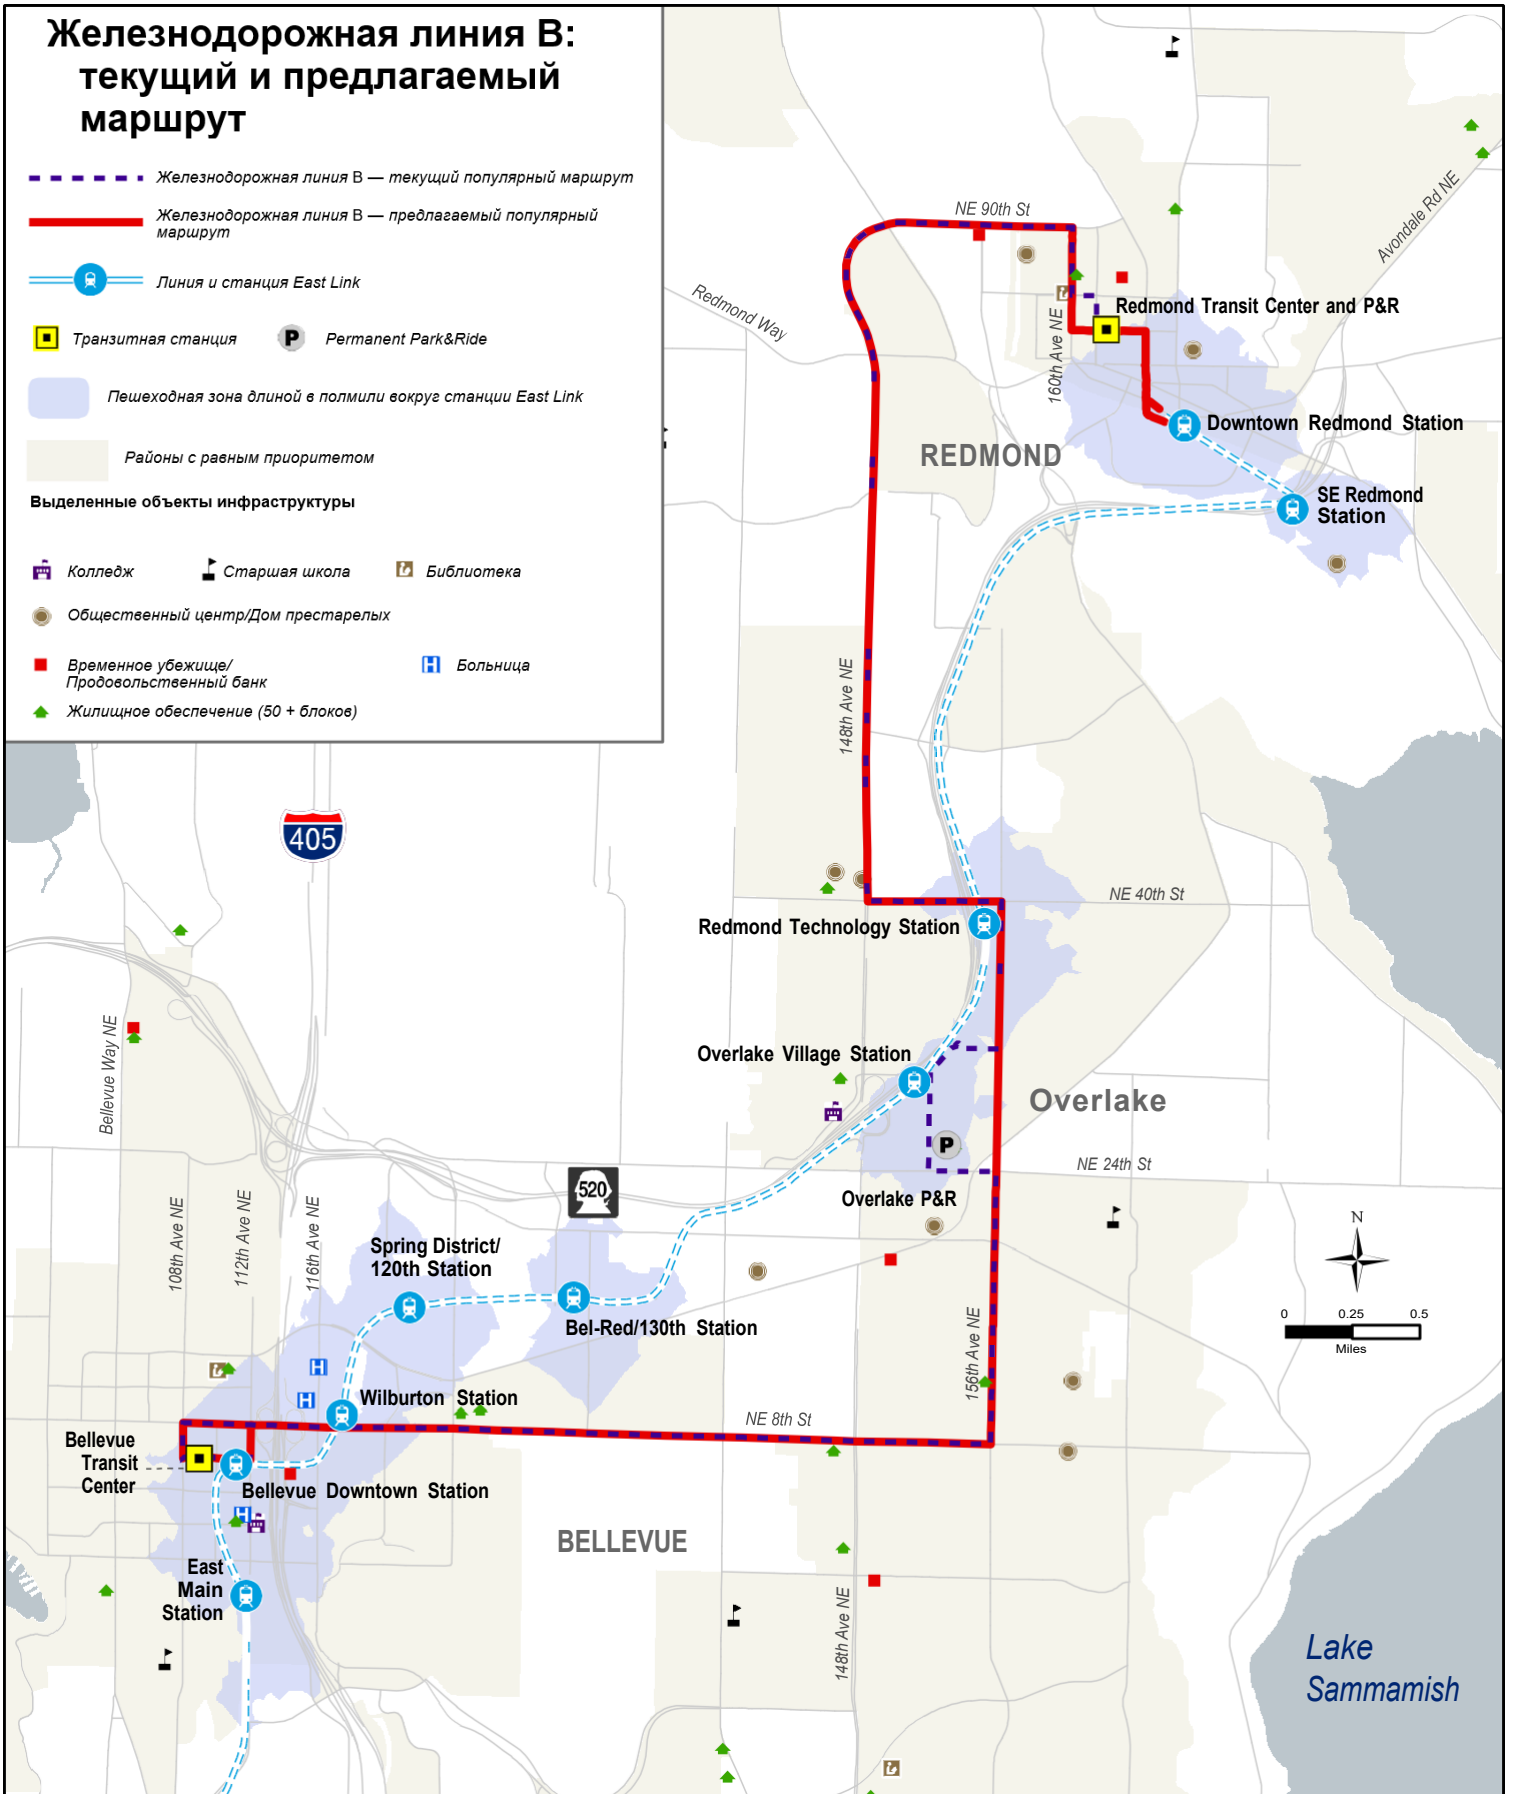 Железнодорожная линия B:
текущий и предлагаемый
маршрут
Железнодорожная линия B — текущий популярный маршрут
Железнодорожная линия B — предлагаемый популярный
маршрут
Линия и станция East Link
Транзитная станция
P
Permanent Park&Ride
Пешеходная зона длиной в полмили вокруг станции East Link
Районы с равным приоритетом
Выделенные объекты инфраструктуры
Колледж
Старшая школа
Библиотека
Общественный центр/Дом престарелых
Временное убежище/
Продовольственный банк
H
Больница
Жилищное обеспечение (50 + блоков)
NE 90th St
Avondale Rd NE
Redmond Way
160th Ave NE
Redmond Transit Center and P&R
Downtown Redmond Station
REDMOND
SE Redmond
Station
148th Ave NE
405
NE 40th St
Redmond Technology Station
Bellevue Way NE
Overlake Village Station
Overlake
P
NE 24th St
520
Overlake P&R
108th Ave NE
112th Ave NE
116th Ave NE
Spring District/
120th Station
N
Bel-Red/130th Station
156th Ave NE
0 0.25 0.5
Miles
H
H
Wilburton Station
NE 8th St
Bellevue
Transit
Center
Bellevue Downtown Station
H
BELLEVUE
East
Main
Station
148th Ave NE
Lake
Sammamish